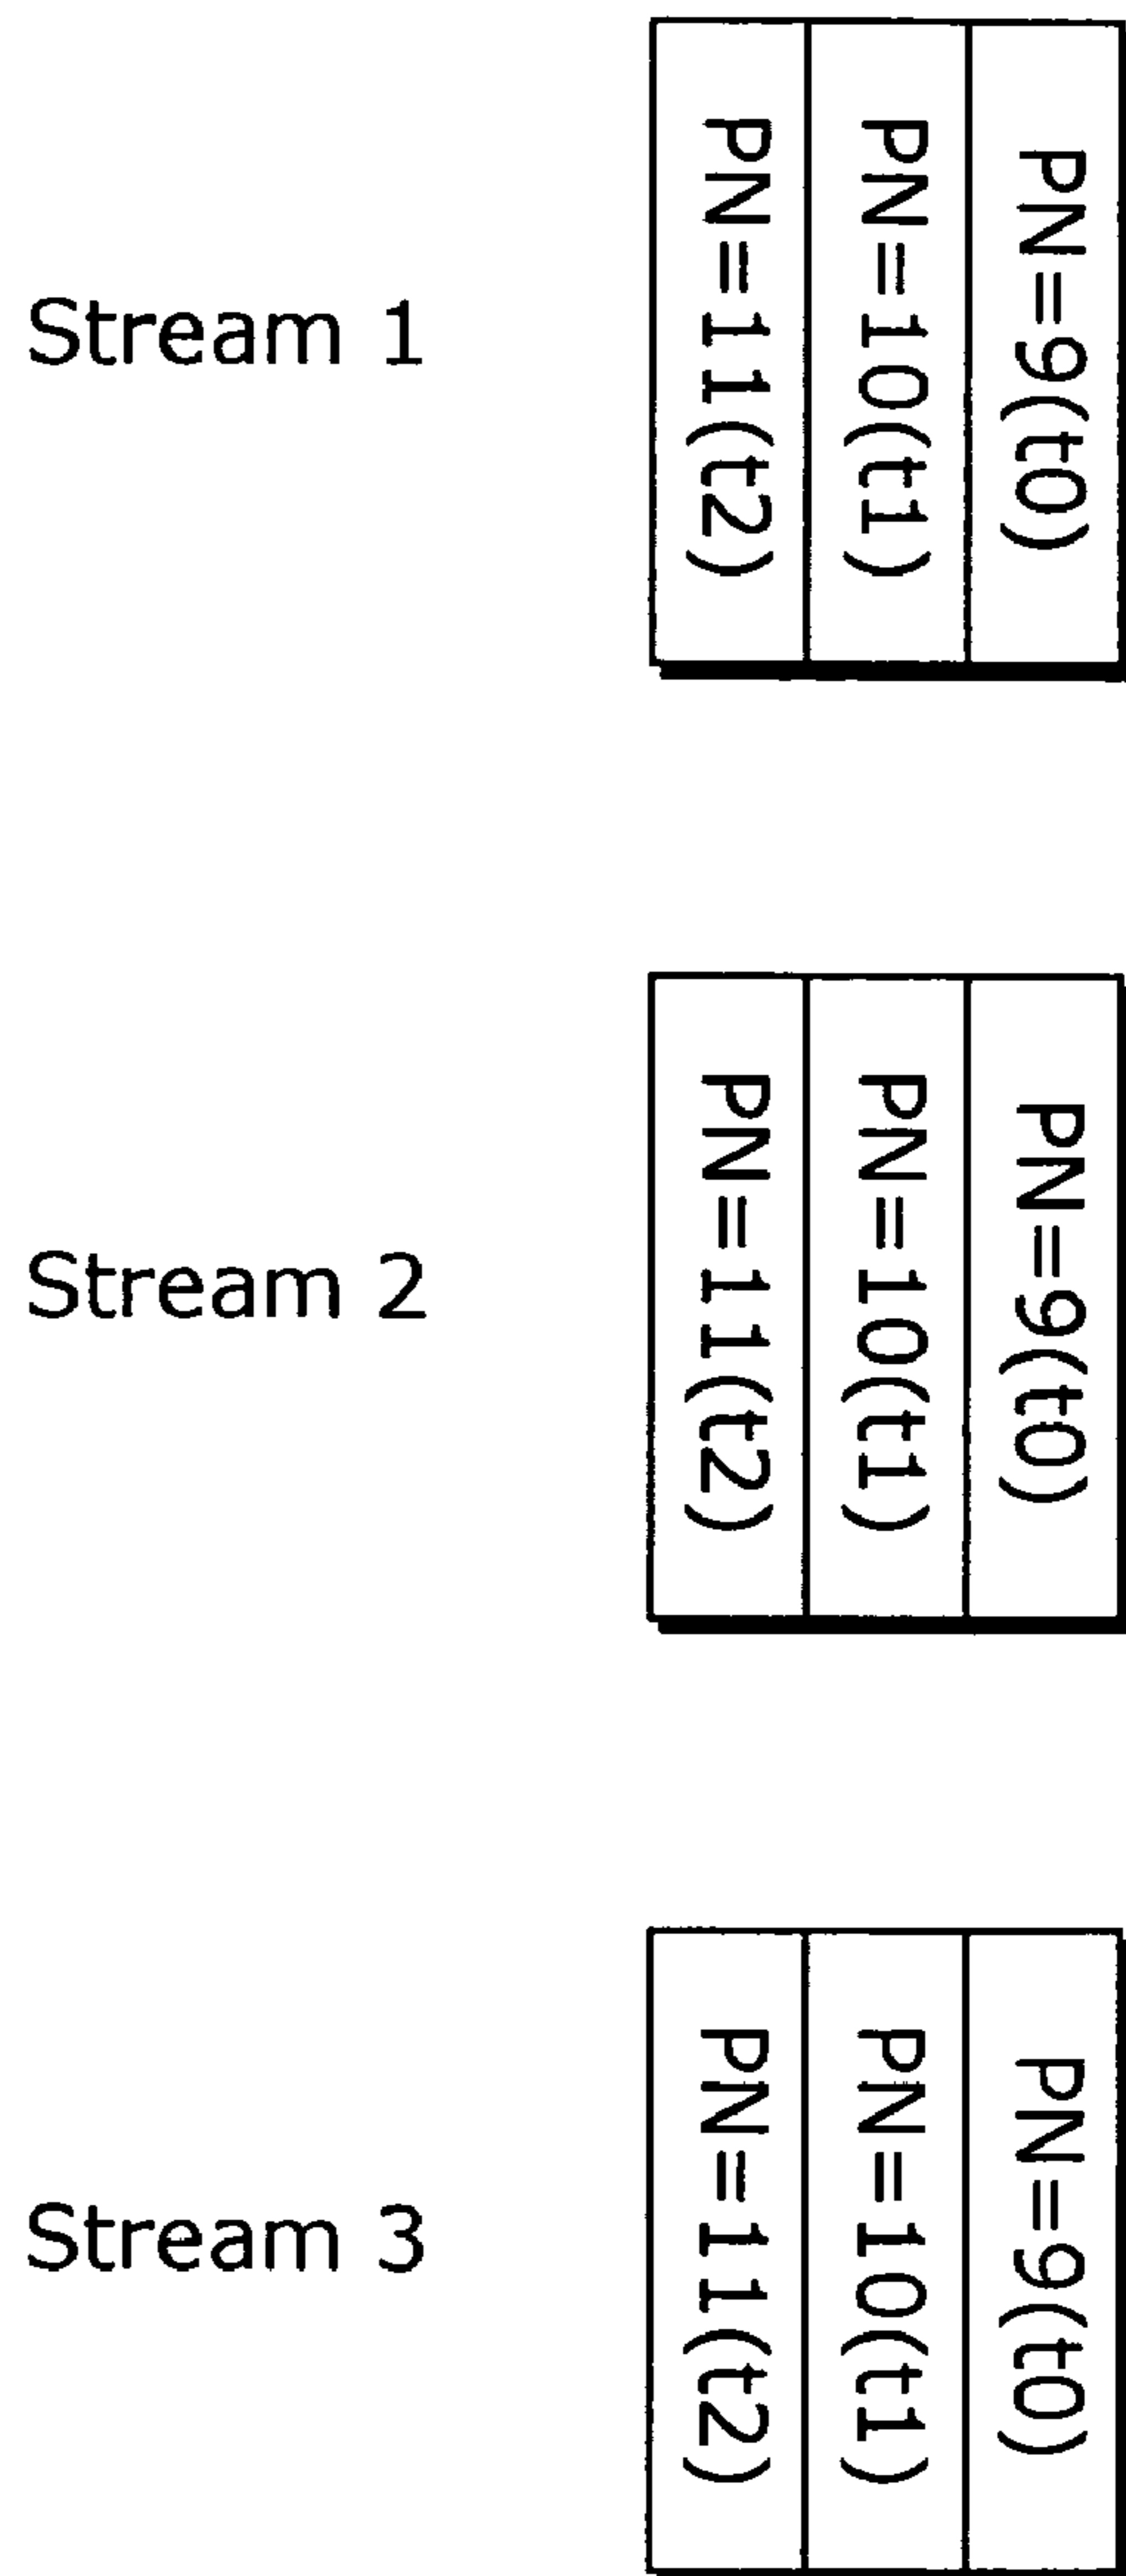 Stream 1
PN=11(t2)
PN=10(t1)
PN=9(t0)
Stream 2
PN=11(t2)
PN=10(t1)
PN=9(t0)
Stream 3
PN=11(t2)
PN=10(t1)
PN=9(t0)